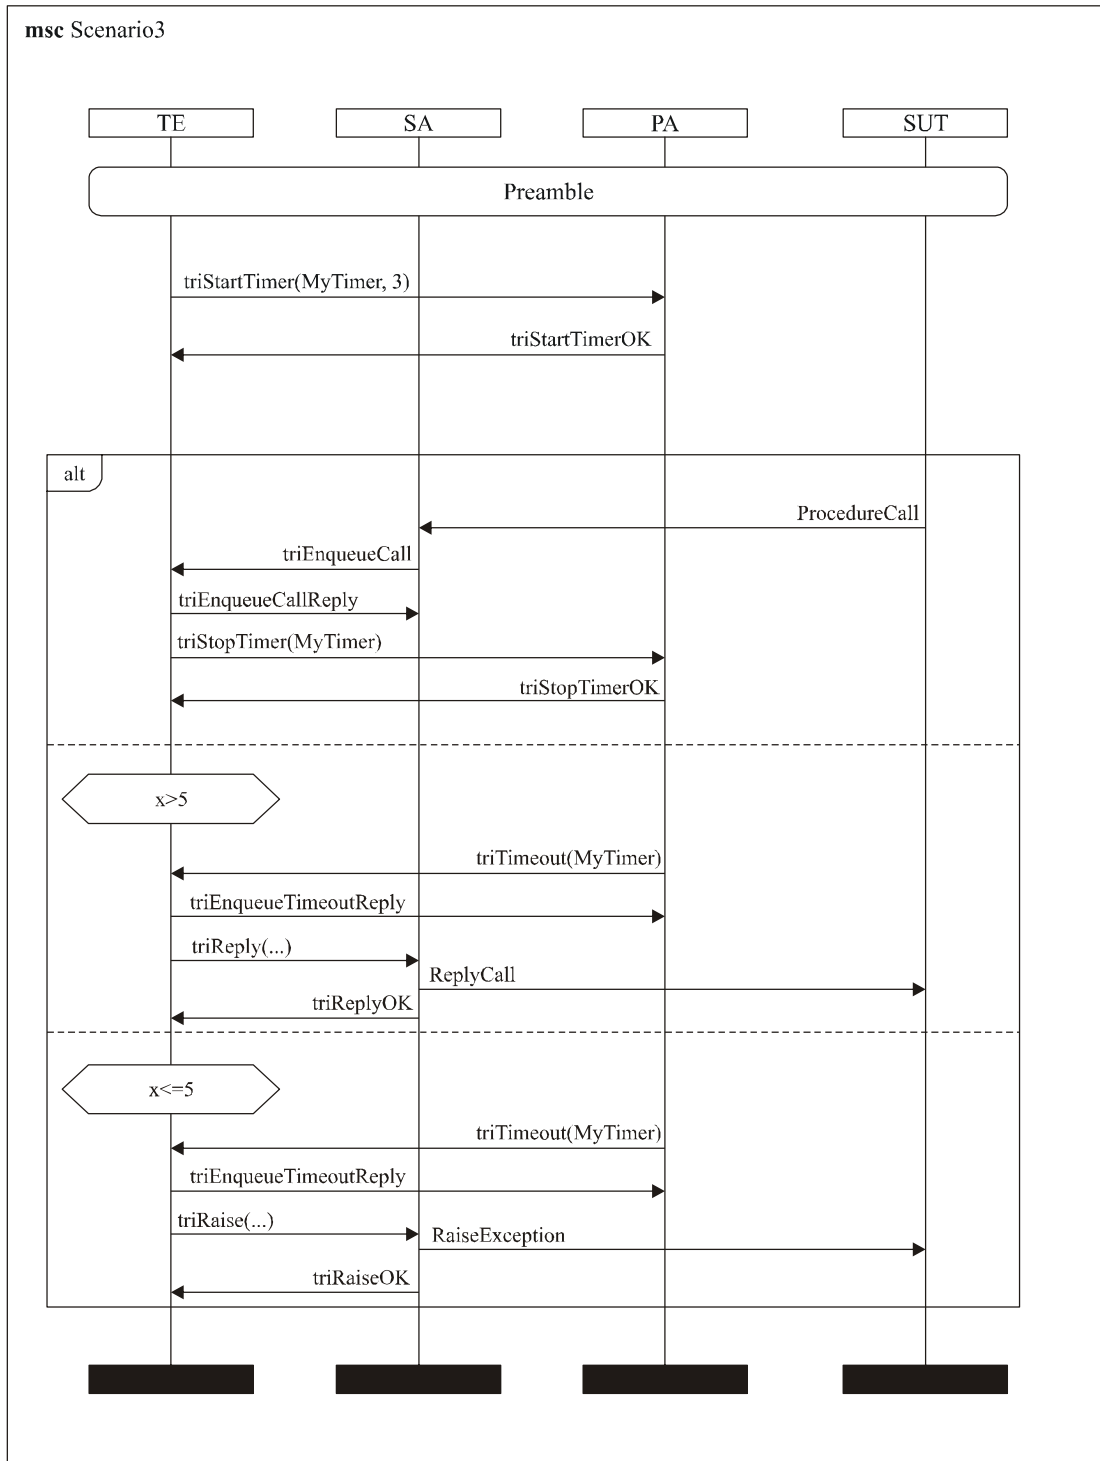 msc Scenario3
TE SA PA SUT
Preamble
triStartTimer(MyTimer, 3)
triStartTimerOK
alt
ProcedureCall
triEnqueueCall
triEnqueueCallReply
triStopTimer(MyTimer)
triStopTimerOK
x>5
triTimeout(MyTimer)
triEnqueueTimeoutReply
triReply(...)
ReplyCall
triReplyOK
x<=5
triTimeout(MyTimer)
triEnqueueTimeoutReply
triRaise(...)
RaiseException
triRaiseOK